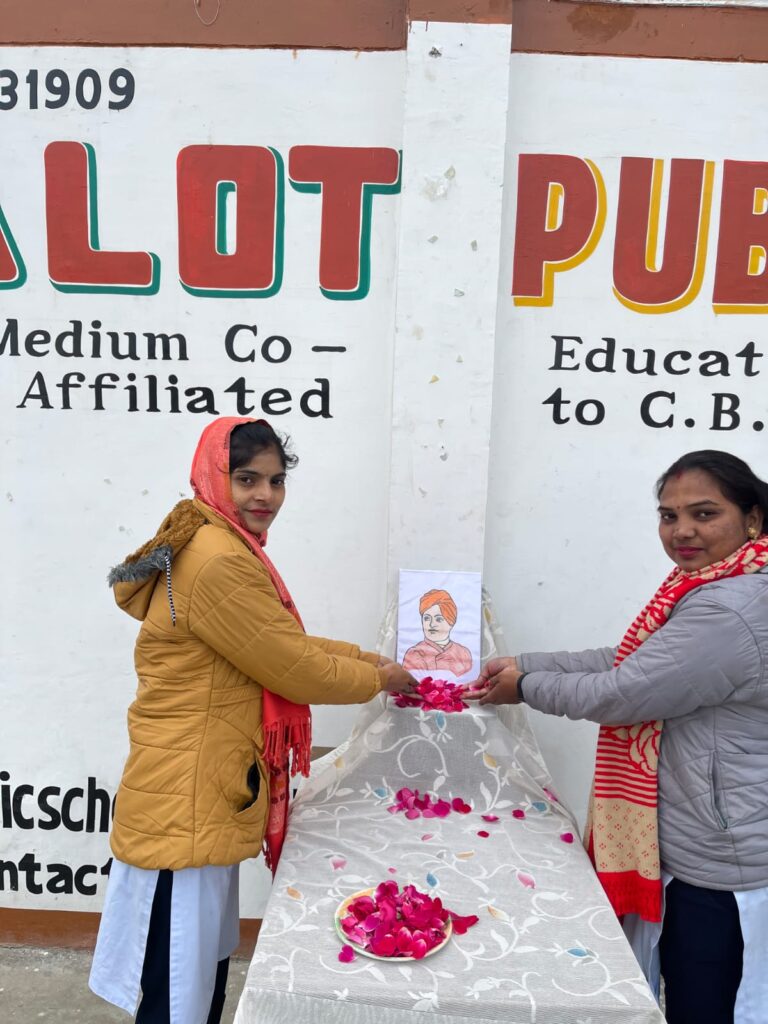 31909
ALOT PUB
Medium Co – Educat
Affiliated to C.B.
icsch
ntact